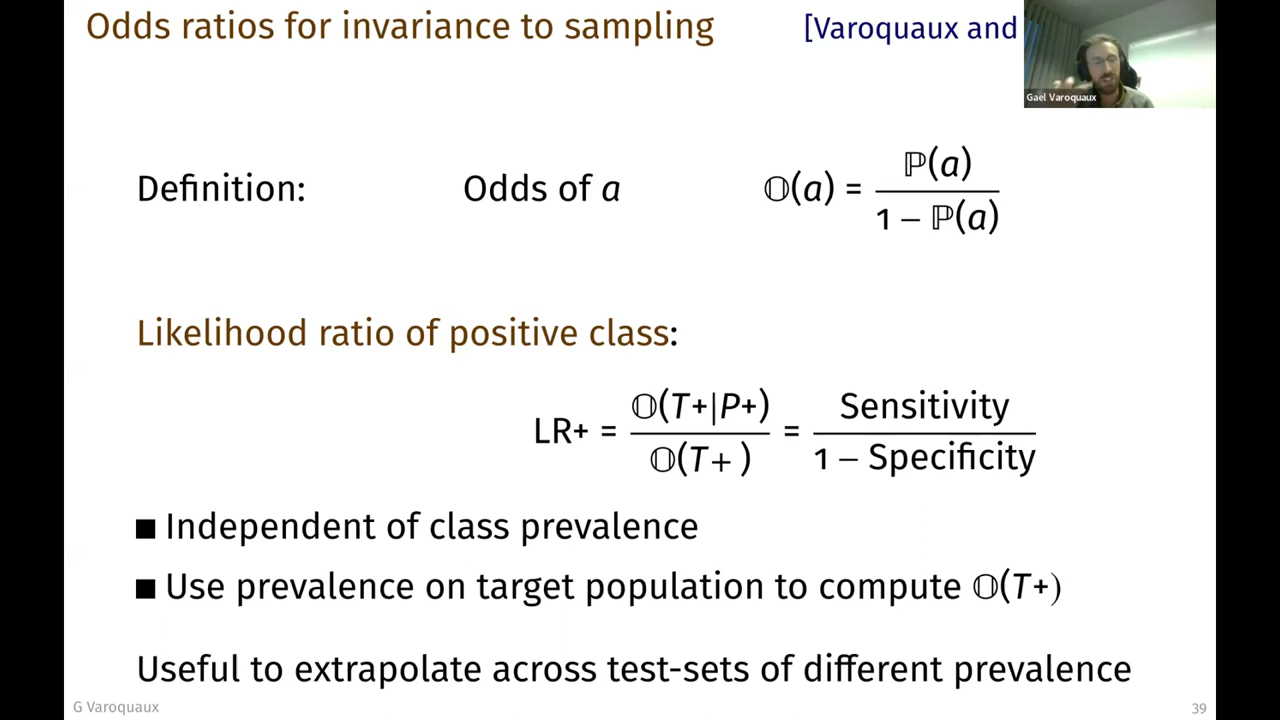 Odds ratios for invariance to sampling [Varoquaux and
Gael Varoquaux
Definition: Odds of a 𝕆(a) = ℙ(a) / 1 – ℙ(a)
Likelihood ratio of positive class:
LR+ = 𝕆(T+|P+) / 𝕆(T+ ) = Sensitivity / 1 – Specificity
■ Independent of class prevalence
■ Use prevalence on target population to compute 𝕆(T+)
Useful to extrapolate across test-sets of different prevalence
G Varoquaux 39